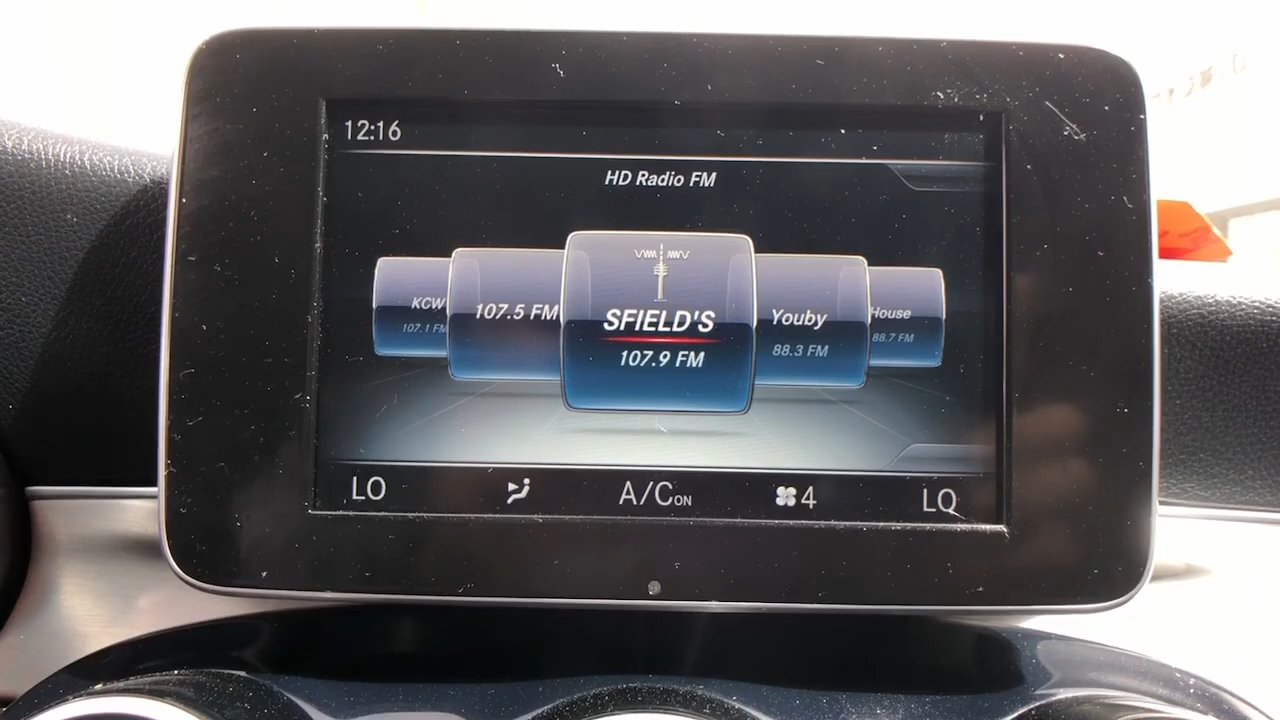 12:16
HD Radio FM
KCW
107.1 FM
107.5 FM
SFIELD'S
107.9 FM
Youby
88.3 FM
House
88.7 FM
LO
A/C ON
4
LO